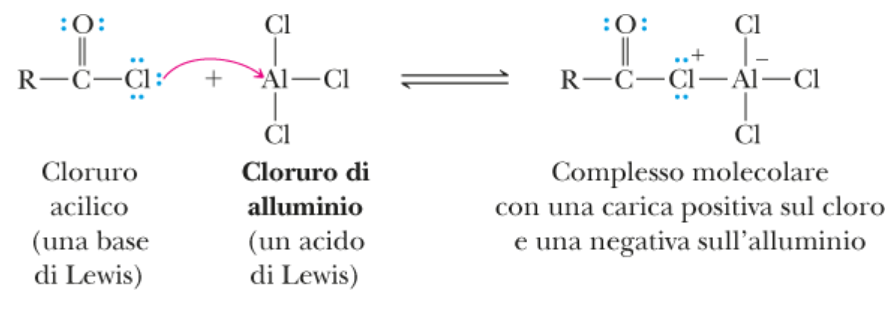 :O: Cl :O: Cl
R—C—Cl: + Al—Cl ⇌ R—C—Cl⁺—Al⁻—Cl
Cl Cl
Cloruro
acilico
(una base
di Lewis)
Cloruro di
alluminio
(un acido
di Lewis)
Complesso molecolare
con una carica positiva sul cloro
e una negativa sull’alluminio